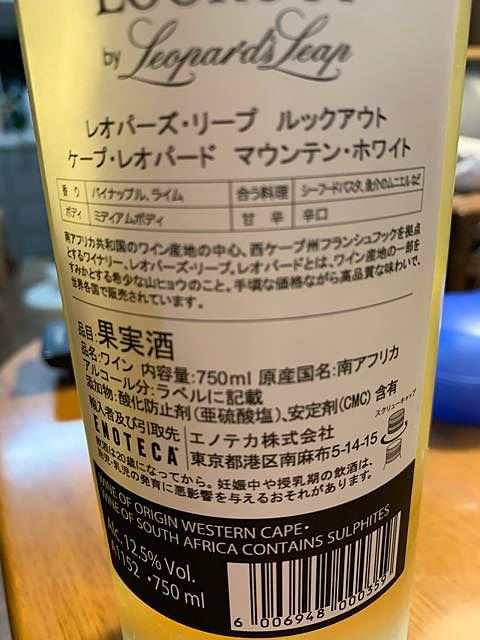 LOOKOUT
by Leopard's Leap
レオパーズ・リープ ルックアウト
ケープ・レオパード マウンテン・ホワイト
香り パイナップル、ライム 合う料理 シーフードパスタ、魚介のムニエルなど
ボディ ミディアムボディ 甘辛 辛口
南アフリカ共和国のワイン産地の中心、西ケープ州フランシュフックを拠点
とするワイナリー、レオパーズ・リープ。レオパードとは、ワイン産地の一部を
すみかとする希少な山ヒョウのこと。手頃な価格ながら高品質な味わいで、
世界各国で販売されています。
品目:果実酒
品名:ワイン 内容量:750ml 原産国名:南アフリカ
アルコール分:ラベルに記載
添加物:酸化防止剤(亜硫酸塩)、安定剤(CMC)含有
スクリューキャップ
輸入者及び引取先
ENOTECA エノテカ株式会社
東京都港区南麻布5-14-15
飲酒は20歳になってから。妊娠中や授乳期の飲酒は、
胎児・乳児の発育に悪影響を与えるおそれがあります。
WINE OF ORIGIN WESTERN CAPE・
WINE OF SOUTH AFRICA CONTAINS SULPHITES
Alc.12.5% Vol.
A1152 ・750 ml
6 006948 000359